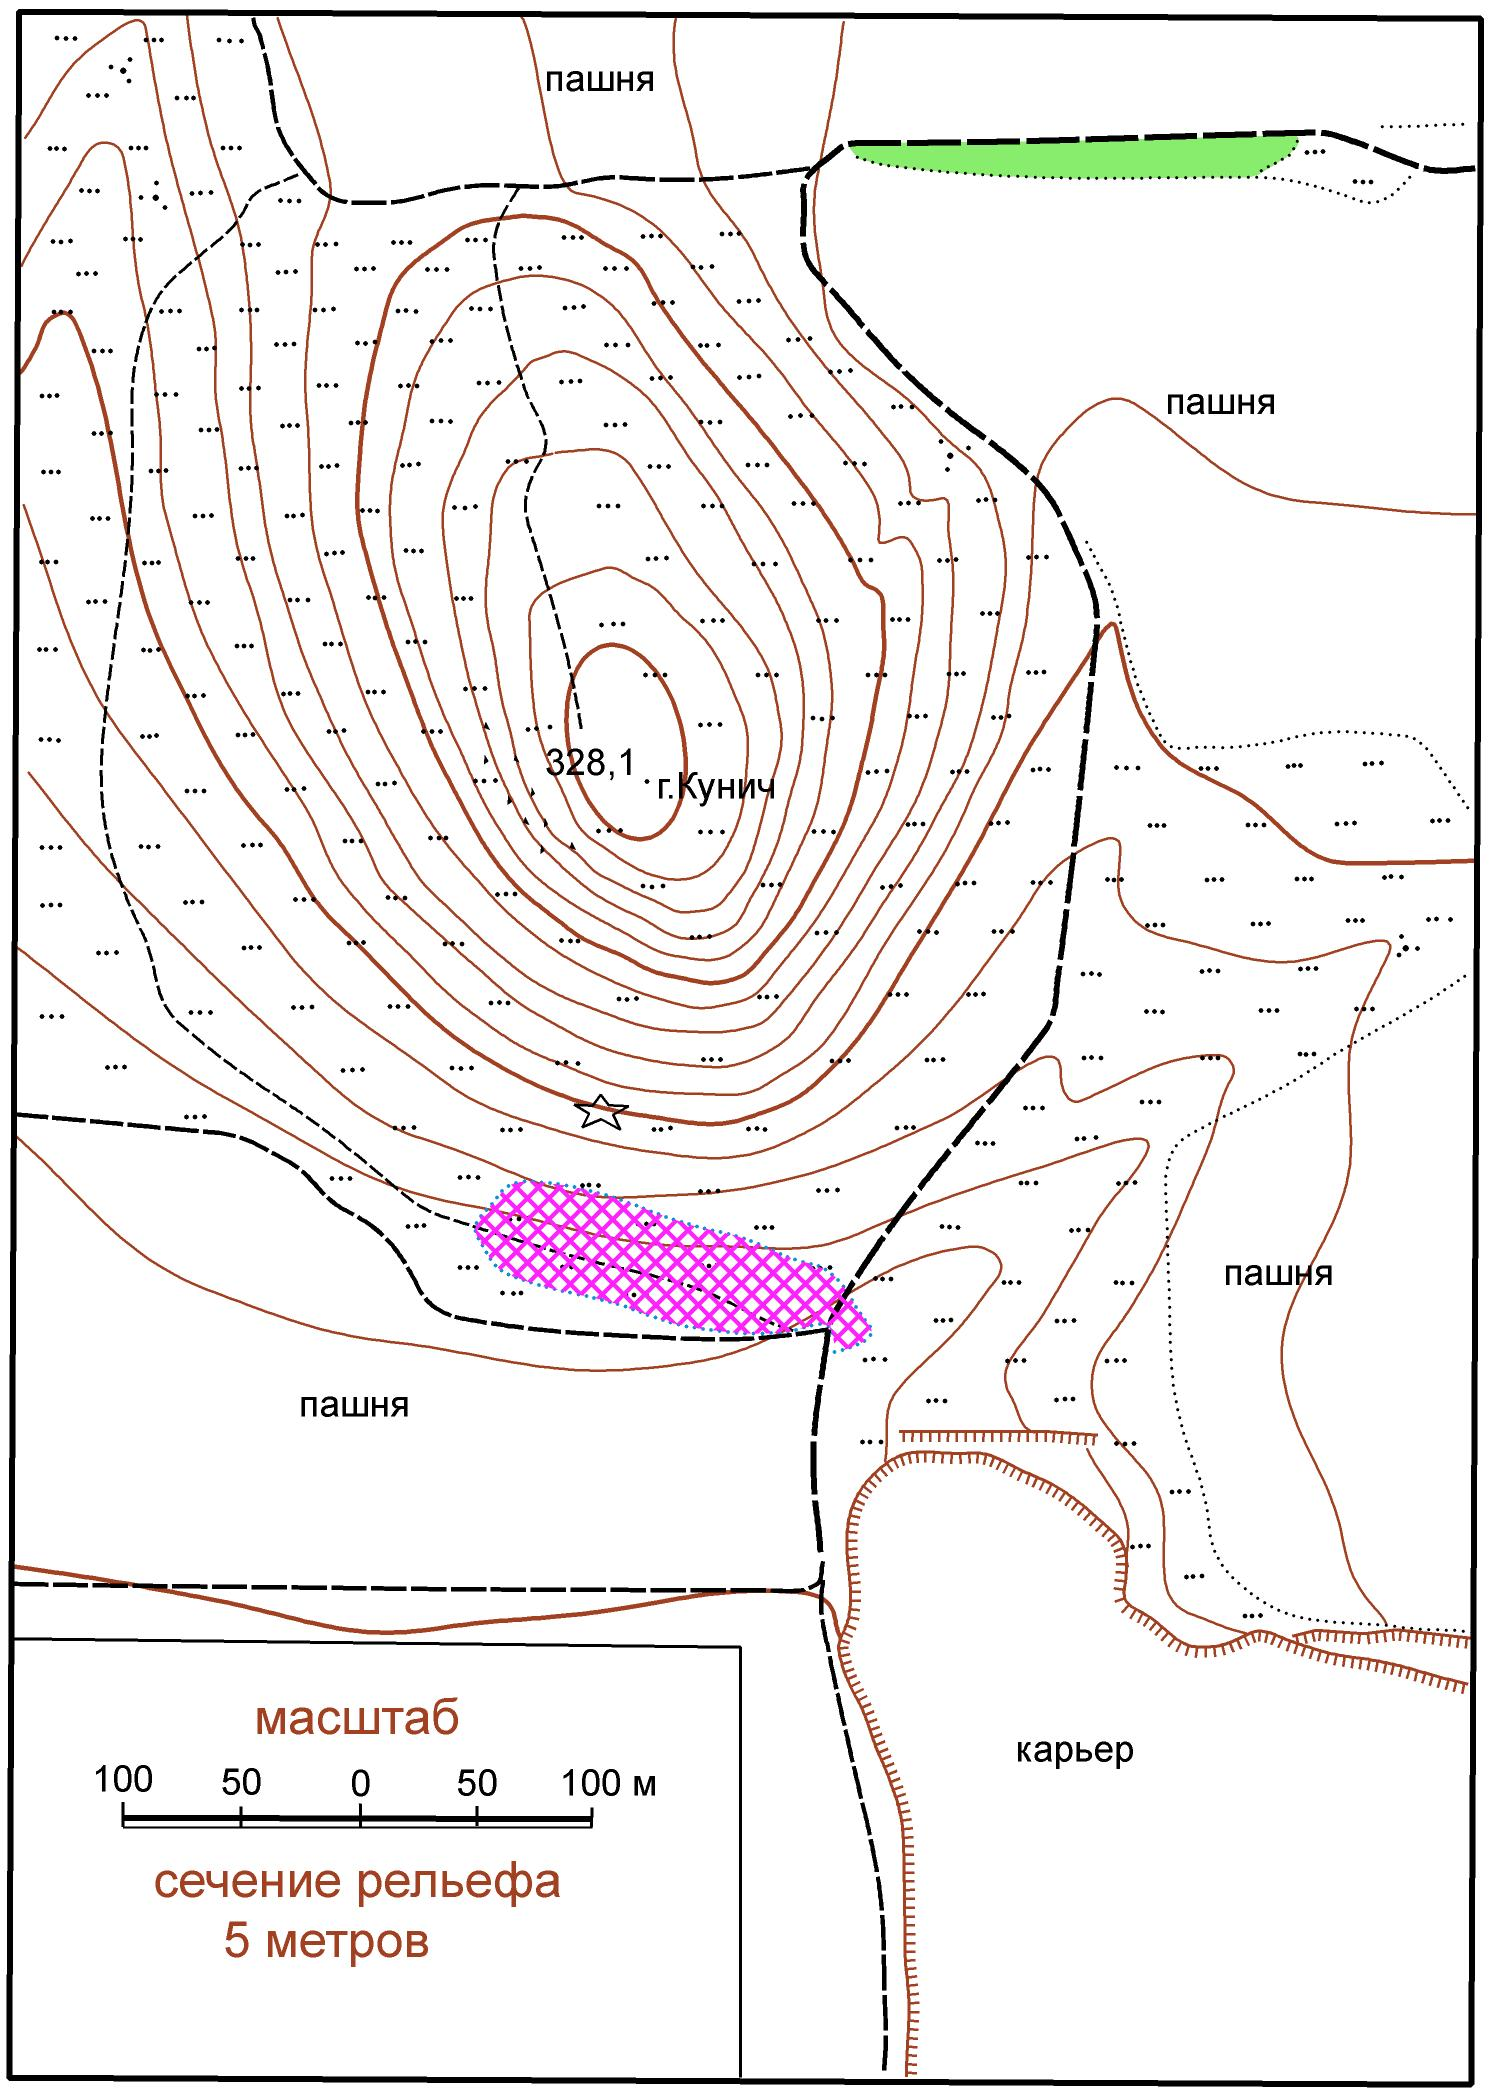 пашня
пашня
328,1
г.Кунич
пашня
пашня
масштаб
100 50 0 50 100 м
сечение рельефа
5 метров
карьер